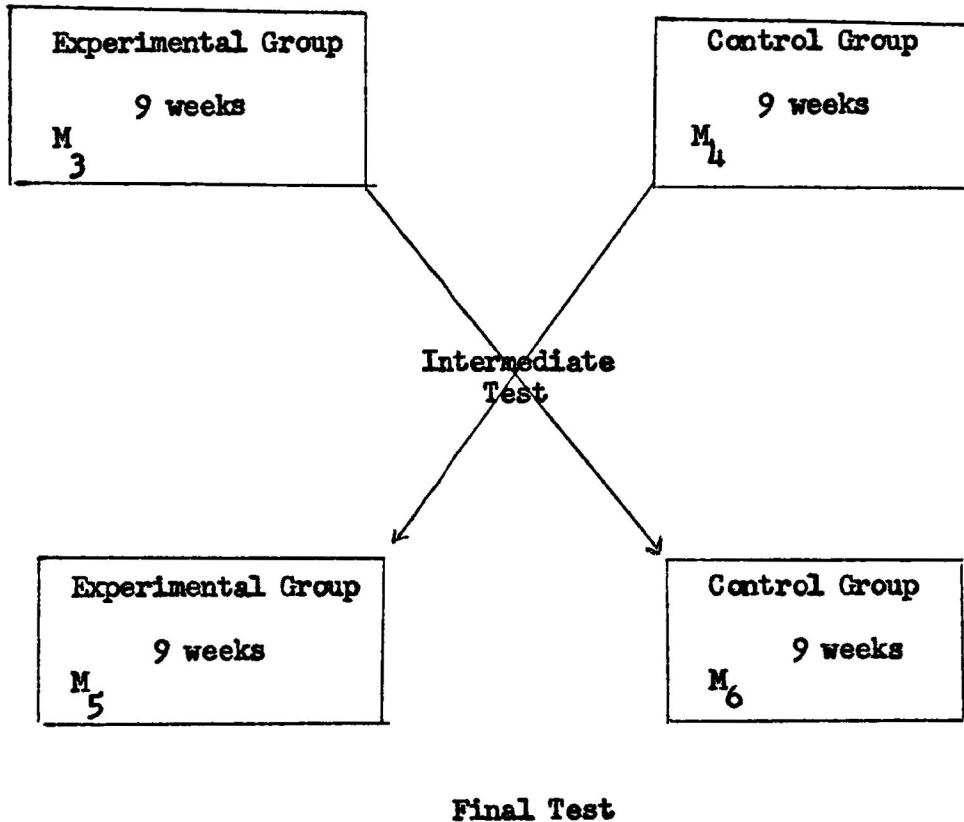 Experimental Group
9 weeks
M3
Control Group
9 weeks
M4
Intermediate
Test
Experimental Group
9 weeks
M5
Control Group
9 weeks
M6
Final Test